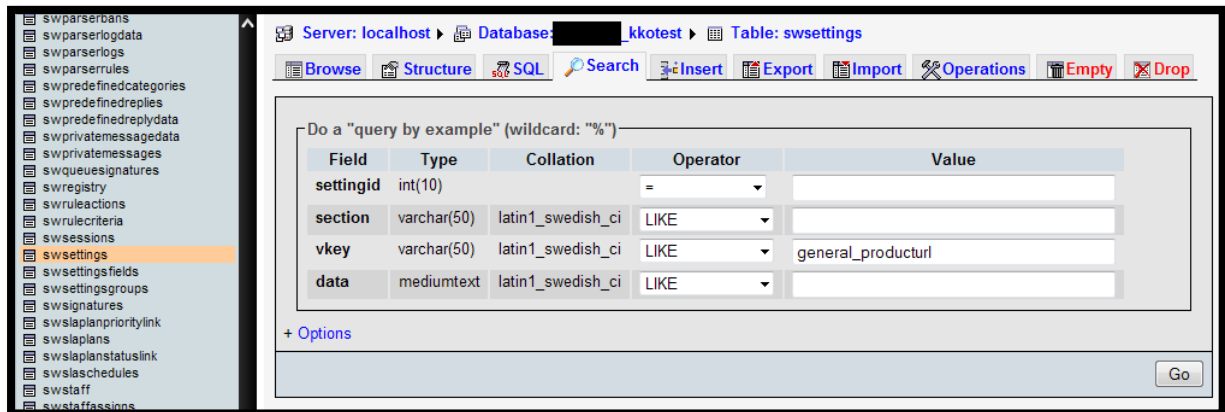 swparserbans
swparserlogdata
swparserlogs
swparserrules
swpredefinedcategories
swpredefinedreplies
swpredefinedreplydata
swprivatemessagedata
swprivatemessages
swqueuesignatures
swregistry
swruleactions
swrulecriteria
swsessions
swsettings
swsettingsfields
swsettingsgroups
swsignatures
swslaplanprioritylink
swslaplans
swslaplanstatuslink
swslaschedules
swstaff
swstaffassigns
Server: localhost ▸ Database: _kkotest ▸ Table: swsettings
Browse Structure SQL Search Insert Export Import Operations Empty Drop
Do a "query by example" (wildcard: "%")
Field Type Collation Operator Value
settingid int(10) =
section varchar(50) latin1_swedish_ci LIKE
vkey varchar(50) latin1_swedish_ci LIKE general_producturl
data mediumtext latin1_swedish_ci LIKE
+ Options
Go